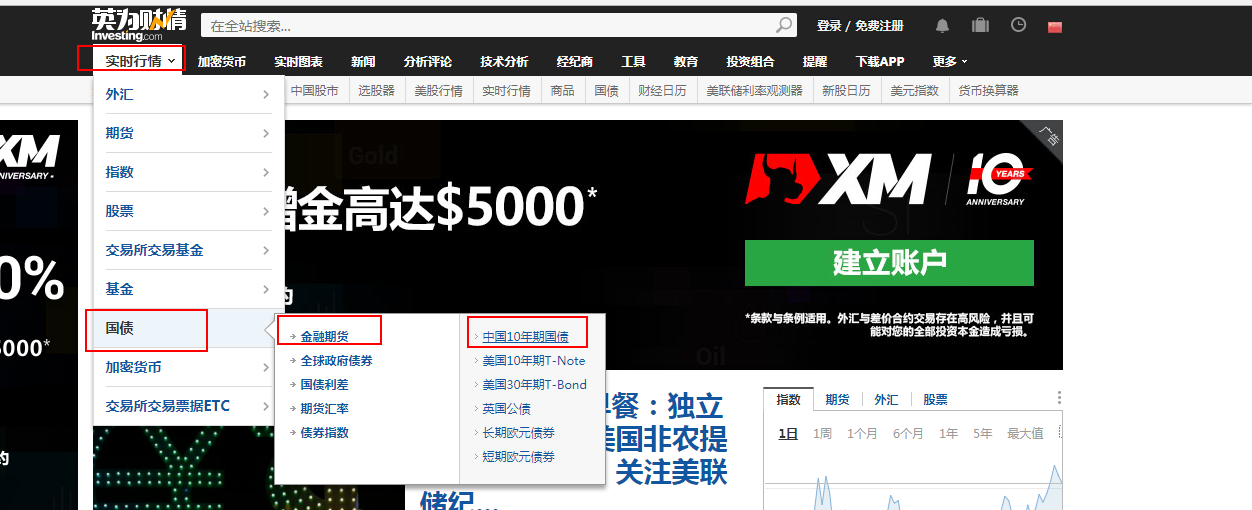 英为财情
Investing.com
在全站搜索...
登录 / 免费注册
实时行情 加密货币 实时图表 新闻 分析评论 技术分析 经纪商 工具 教育 投资组合 提醒 下载APP 更多
中国股市 选股器 美股行情 实时行情 商品 国债 财经日历 美联储利率观测器 新股日历 美元指数 货币换算器
外汇
期货
指数
股票
交易所交易基金
基金
国债
加密货币
交易所交易票据ETC
金融期货
全球政府债券
国债利差
期货汇率
债券指数
中国10年期国债
美国10年期T-Note
美国30年期T-Bond
英国公债
长期欧元债券
短期欧元债券
XM
ANNIVERSARY
0%
5000*
约
Gold
增金高达$5000*
约
Oil
广告
XM
10 YEARS
ANNIVERSARY
建立账户
*条款与条例适用。外汇与差价合约交易存在高风险，并且可
能对您的全部投资本金造成亏损。
早餐：独立
美国非农提
关注美联
储纪...
指数 期货 外汇 股票
1日 1周 1个月 6个月 1年 5年 最大值